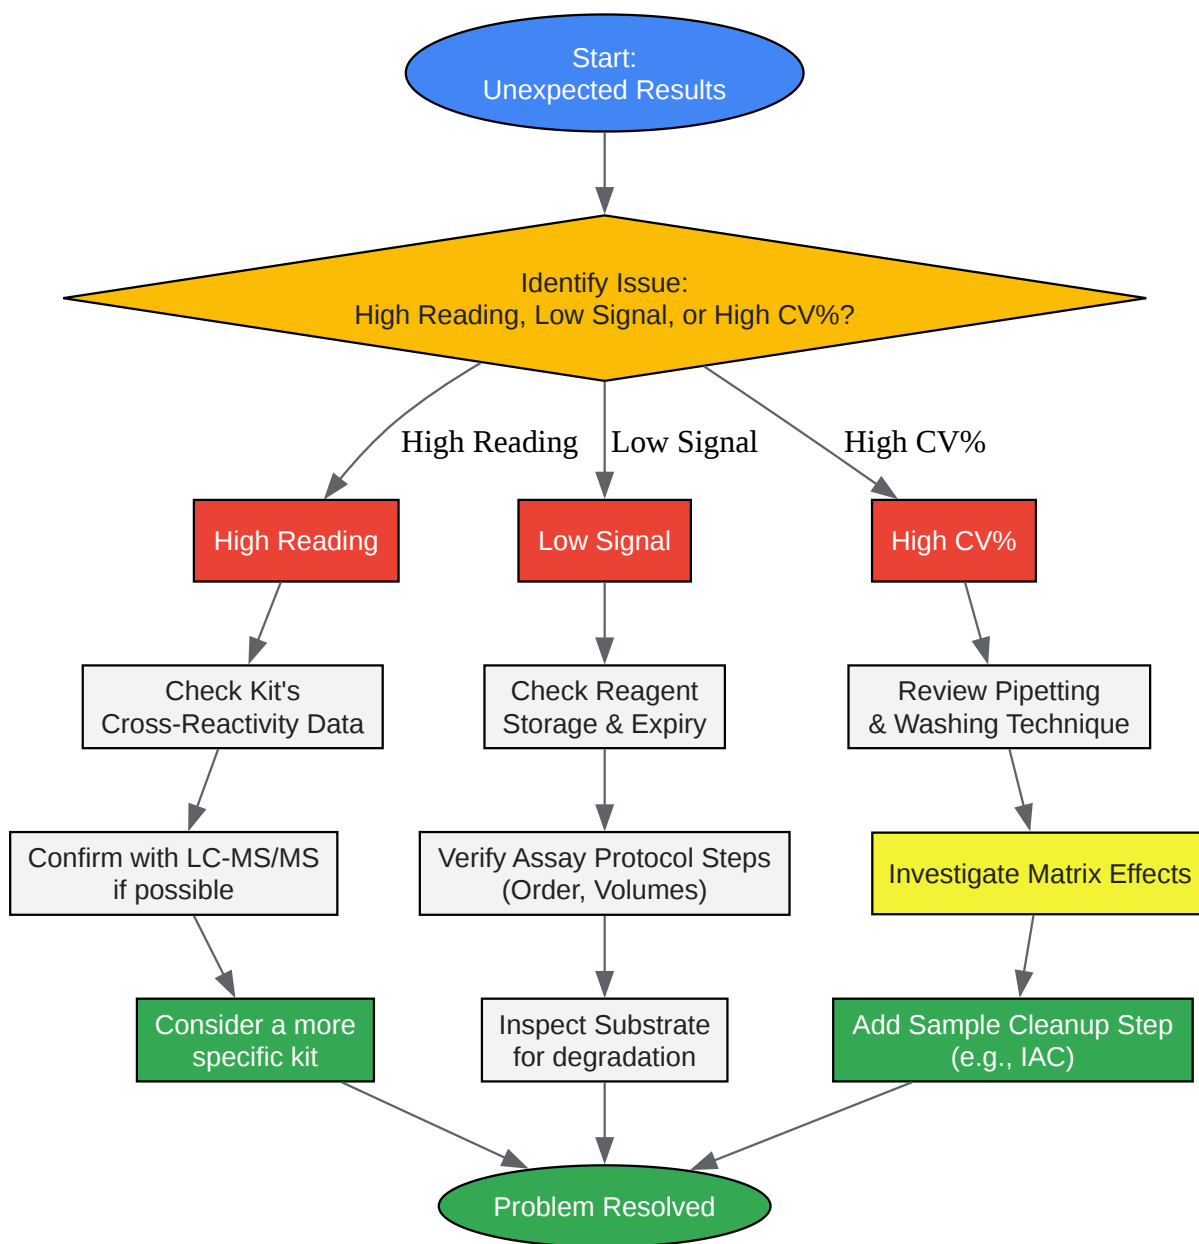 Start:
Unexpected Results
Identify Issue:
High Reading, Low Signal, or High CV%?
High Reading
Low Signal
High CV%
High Reading
Low Signal
High CV%
Check Kit's
Cross-Reactivity Data
Check Reagent
Storage & Expiry
Review Pipetting
& Washing Technique
Confirm with LC-MS/MS
if possible
Verify Assay Protocol Steps
(Order, Volumes)
Investigate Matrix Effects
Consider a more
specific kit
Inspect Substrate
for degradation
Add Sample Cleanup Step
(e.g., IAC)
Problem Resolved